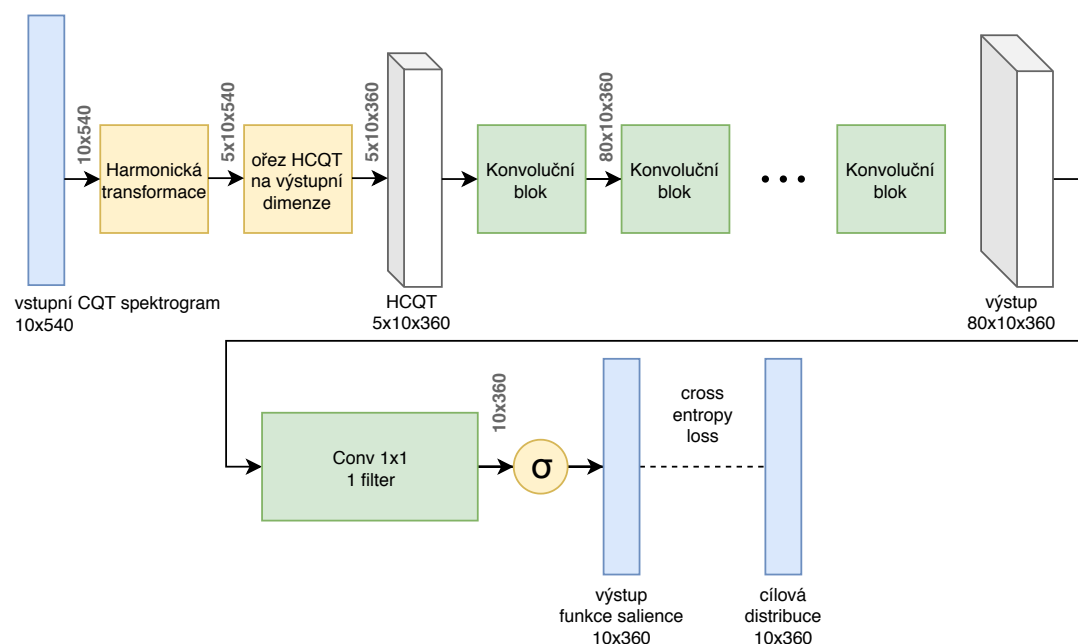 10x540
5x10x540
5x10x360
80x10x360
Harmonická
transformace
ořez HCQT
na výstupní
dimenze
Konvoluční
blok
Konvoluční
blok
• • •
Konvoluční
blok
vstupní CQT spektrogram
10x540
HCQT
5x10x360
výstup
80x10x360
10x360
Conv 1x1
1 filter
σ
cross
entropy
loss
výstup
funkce salience
10x360
cílová
distribuce
10x360